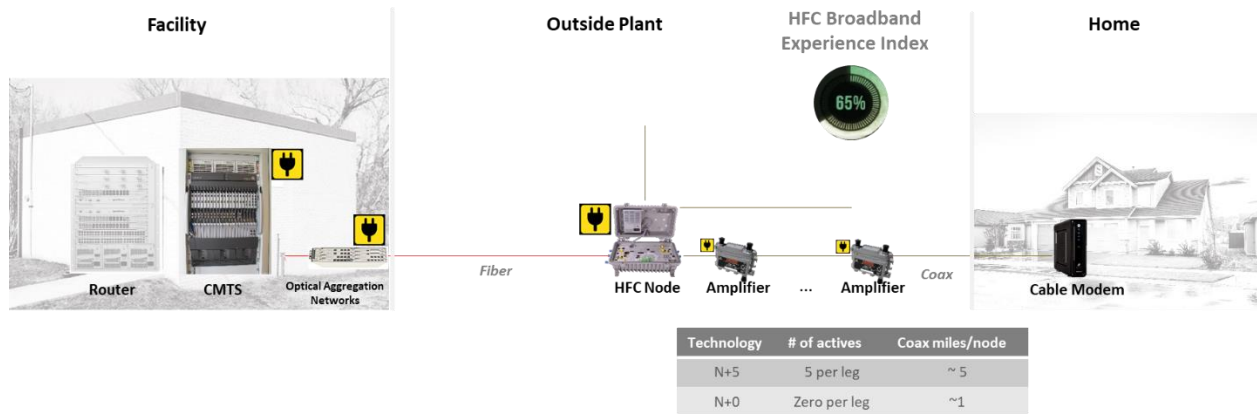 Facility
Outside Plant
HFC Broadband
Experience Index
Home
65%
Fiber
Coax
Router
CMTS
Optical Aggregation
Networks
HFC Node
Amplifier
...
Amplifier
Cable Modem
Technology # of actives Coax miles/node
N+5 5 per leg ~ 5
N+0 Zero per leg ~1